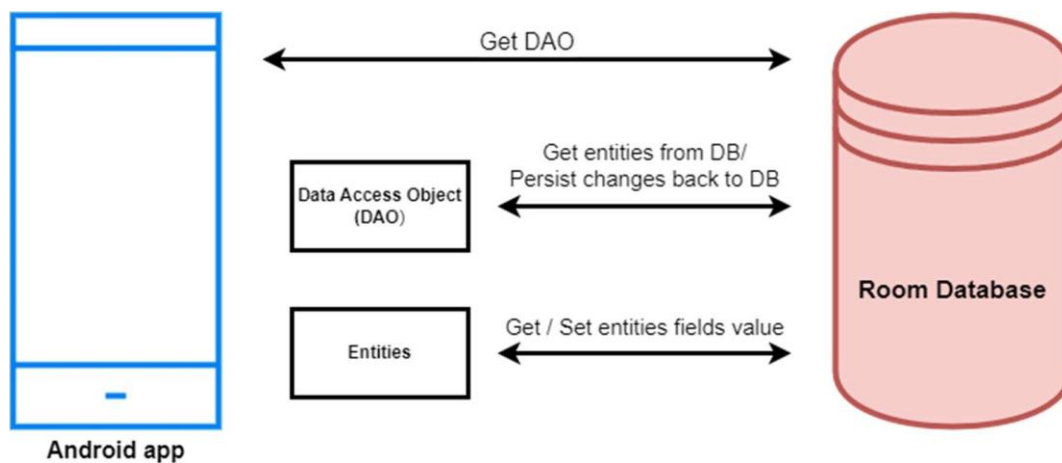 Get DAO
Get entities from DB/
Persist changes back to DB
Data Access Object
(DAO)
Room Database
Get / Set entities fields value
Entities
Android app